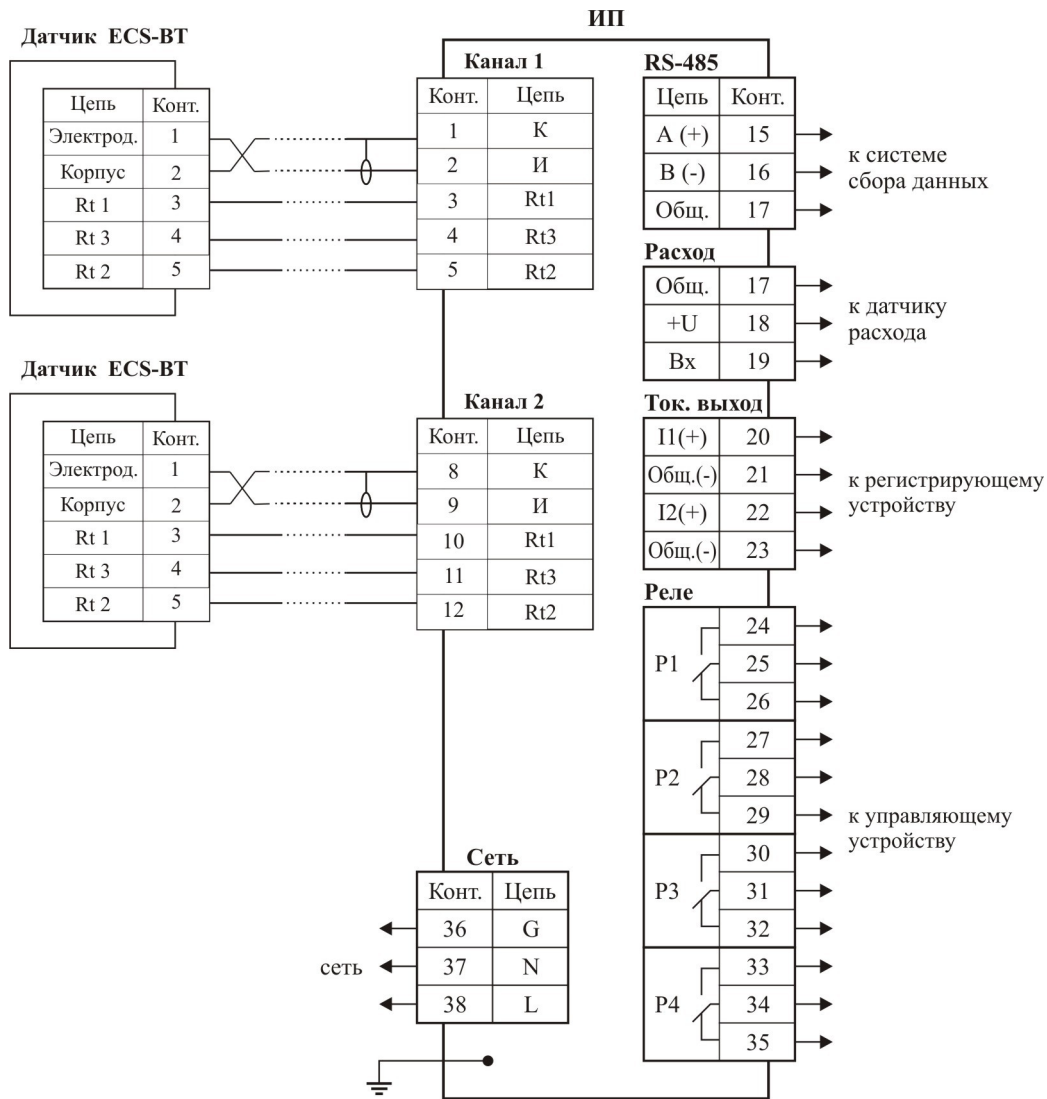 ИП
Датчик ECS-BT
Цепь Конт.
Электрод. 1
Корпус 2
Rt 1 3
Rt 3 4
Rt 2 5
Канал 1
Конт. Цепь
1 К
2 И
3 Rt1
4 Rt3
5 Rt2
Датчик ECS-BT
Цепь Конт.
Электрод. 1
Корпус 2
Rt 1 3
Rt 3 4
Rt 2 5
Канал 2
Конт. Цепь
8 К
9 И
10 Rt1
11 Rt3
12 Rt2
Сеть
Конт. Цепь
36 G
37 N
38 L
сеть
RS-485
Цепь Конт.
A (+) 15
B (-) 16
Общ. 17
к системе
сбора данных
Расход
Общ. 17
+U 18
Вх 19
к датчику
расхода
Ток. выход
I1(+) 20
Общ.(-) 21
I2(+) 22
Общ.(-) 23
к регистрирующему
устройству
Реле
P1
24
25
26
P2
27
28
29
P3
30
31
32
P4
33
34
35
к управляющему
устройству